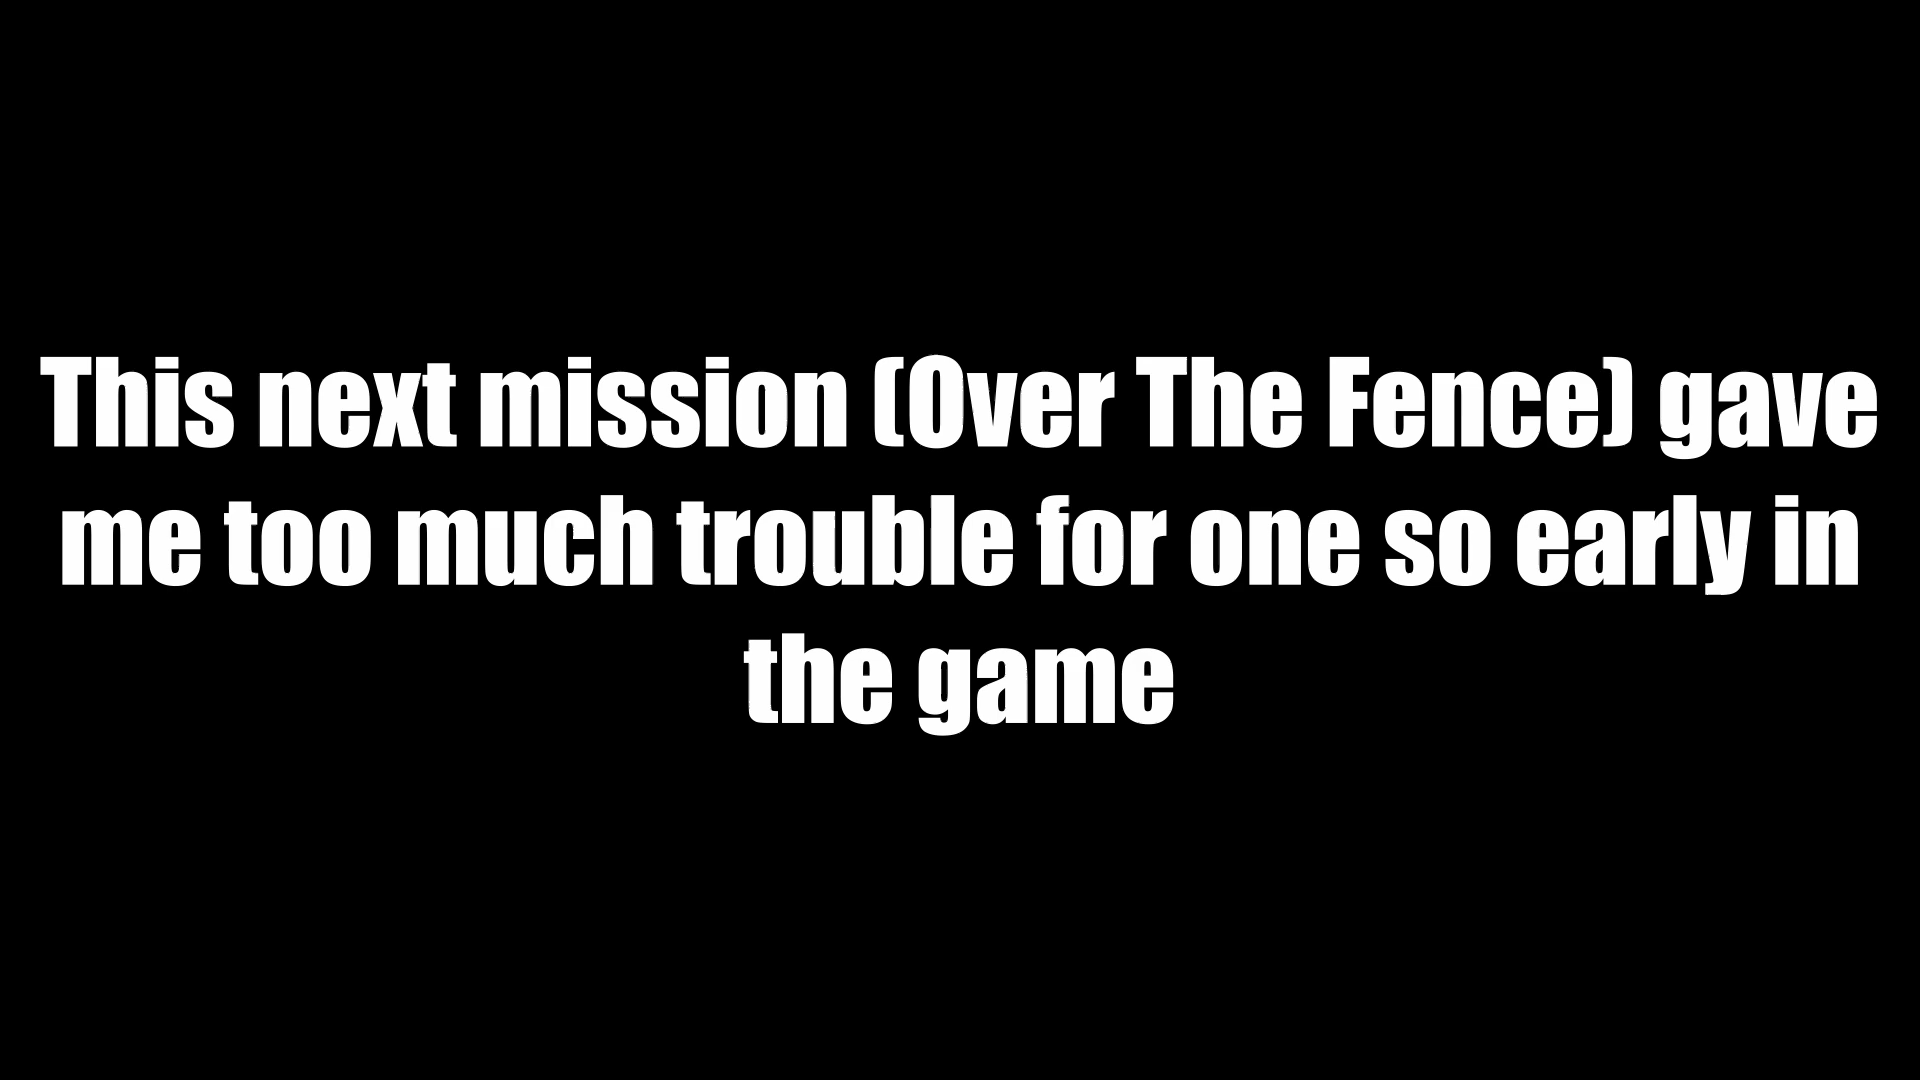 This next mission (Over The Fence) gave
me too much trouble for one so early in
the game